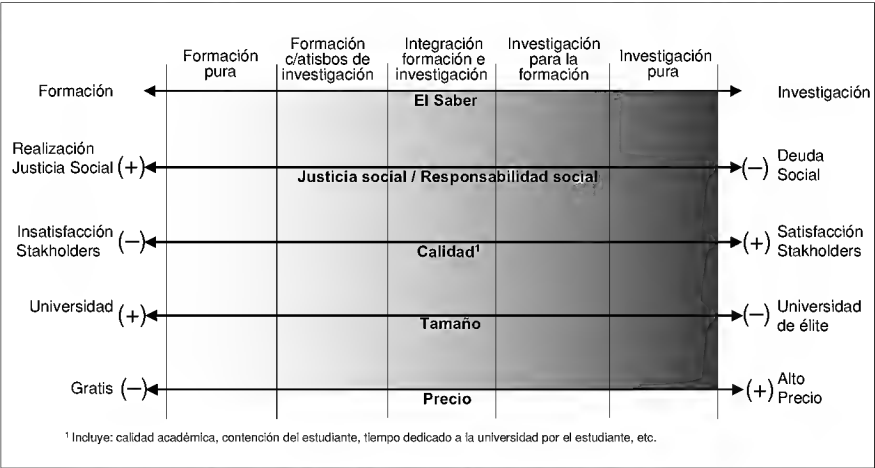 Formación pura
Formación c/atisbos de investigación
Integración formación e investigación
Investigación para la formación
Investigación pura
Formación
El Saber
Investigación
Realización Justicia Social (+)
Justicia social / Responsabilidad social
(−) Deuda Social
Insatisfacción Stakholders (−)
Calidad¹
(+) Satisfacción Stakholders
Universidad (+)
Tamaño
(−) Universidad de élite
Gratis (−)
Precio
(+) Alto Precio
¹ Incluye: calidad académica, contención del estudiante, tiempo dedicado a la universidad por el estudiante, etc.